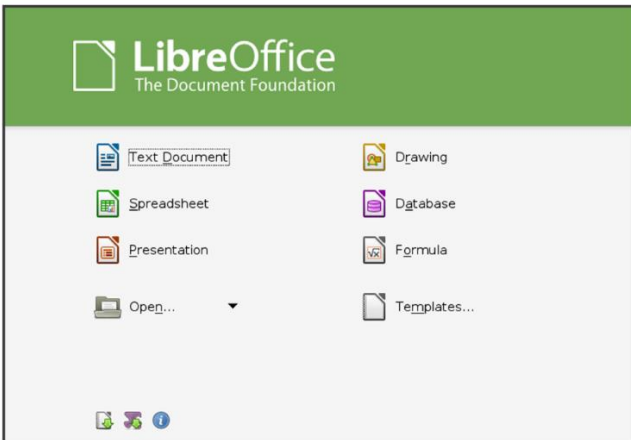 LibreOffice
The Document Foundation
Text Document
Drawing
Spreadsheet
Database
Presentation
Formula
Open...
Templates...